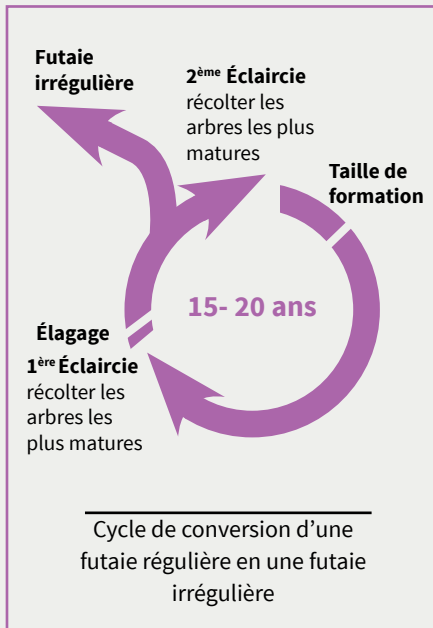 Futaie
irrégulière
2ème Éclaircie
récolter les
arbres les plus
matures
Taille de
formation
15- 20 ans
Élagage
1ère Éclaircie
récolter les
arbres les
plus matures
Cycle de conversion d’une
futaie régulière en une futaie
irrégulière